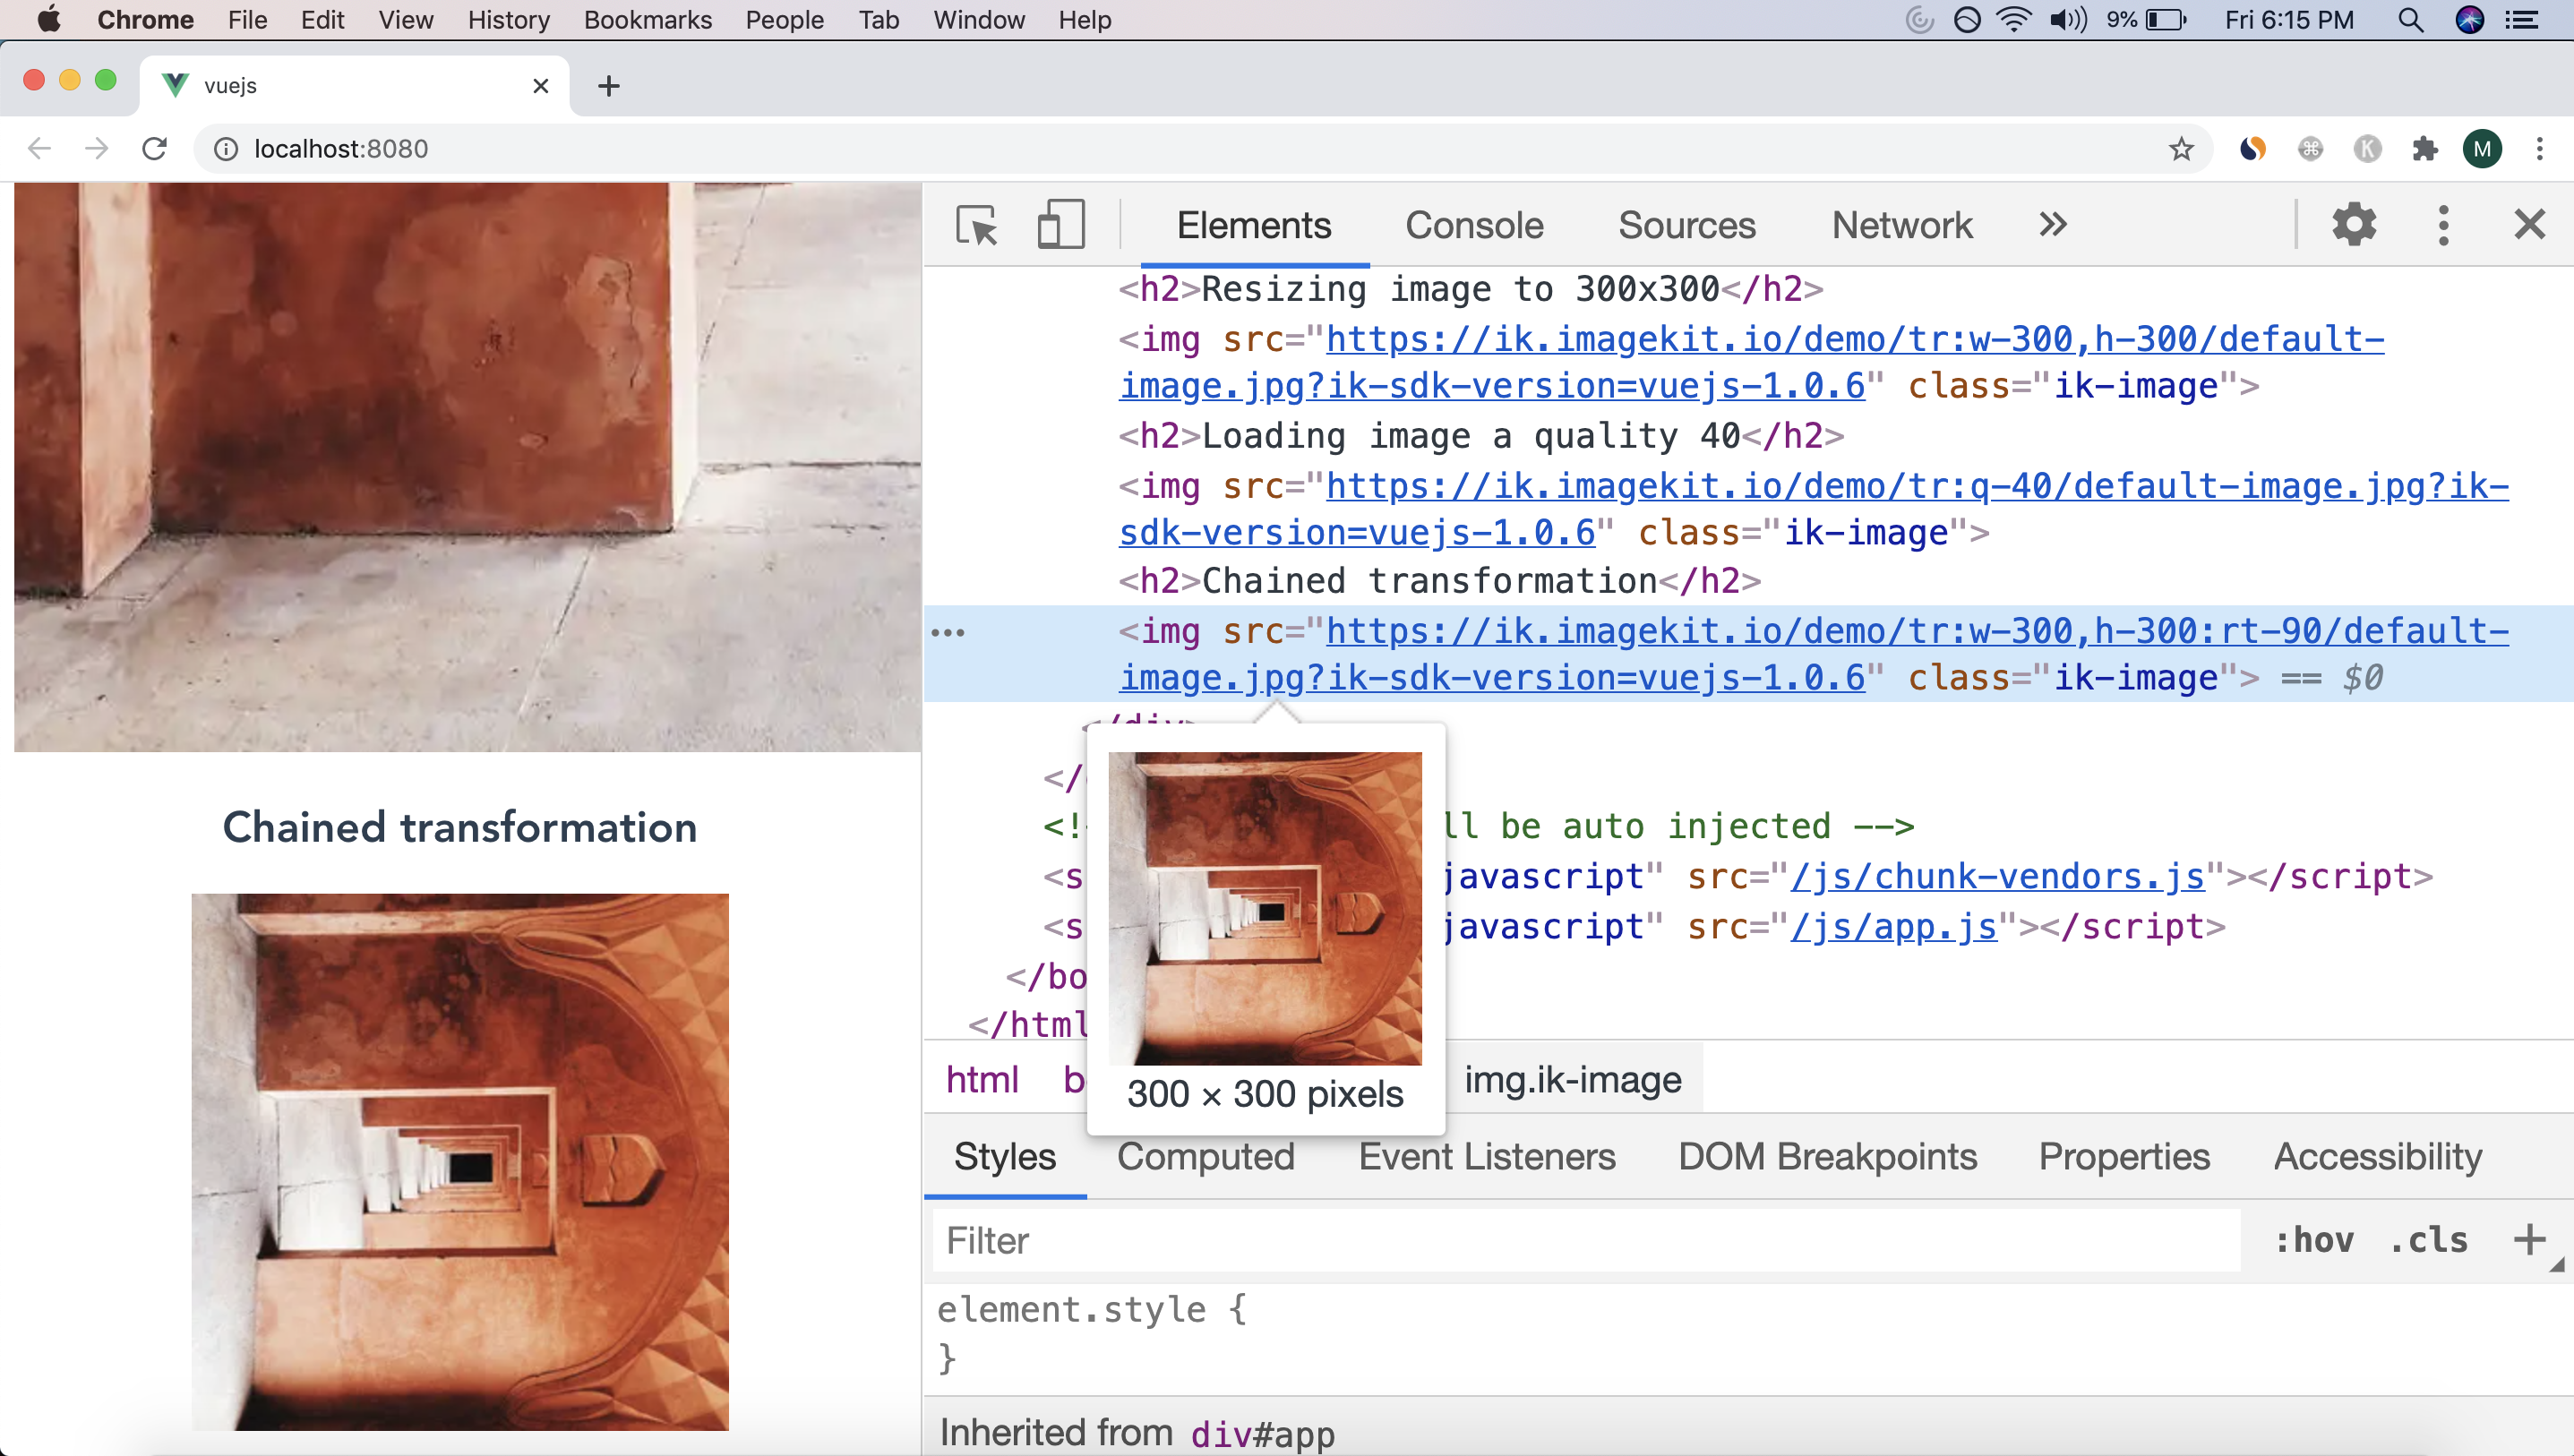 Chrome File Edit View History Bookmarks People Tab Window Help 9% Fri 6:15 PM
vuejs
localhost:8080 K M
Elements Console Sources Network
<h2>Resizing image to 300x300</h2>
<img src="https://ik.imagekit.io/demo/tr:w-300,h-300/default-
image.jpg?ik-sdk-version=vuejs-1.0.6" class="ik-image">
<h2>Loading image a quality 40</h2>
<img src="https://ik.imagekit.io/demo/tr:q-40/default-image.jpg?ik-
sdk-version=vuejs-1.0.6" class="ik-image">
<h2>Chained transformation</h2>
<img src="https://ik.imagekit.io/demo/tr:w-300,h-300:rt-90/default-
image.jpg?ik-sdk-version=vuejs-1.0.6" class="ik-image"> == $0
</div>
</
<!- ll be auto injected -->
<s javascript" src="/js/chunk-vendors.js"></script>
<s javascript" src="/js/app.js"></script>
</bo
</html
300 × 300 pixels
Chained transformation
html b img.ik-image
Styles Computed Event Listeners DOM Breakpoints Properties Accessibility
Filter :hov .cls +
element.style {
}
Inherited from div#app